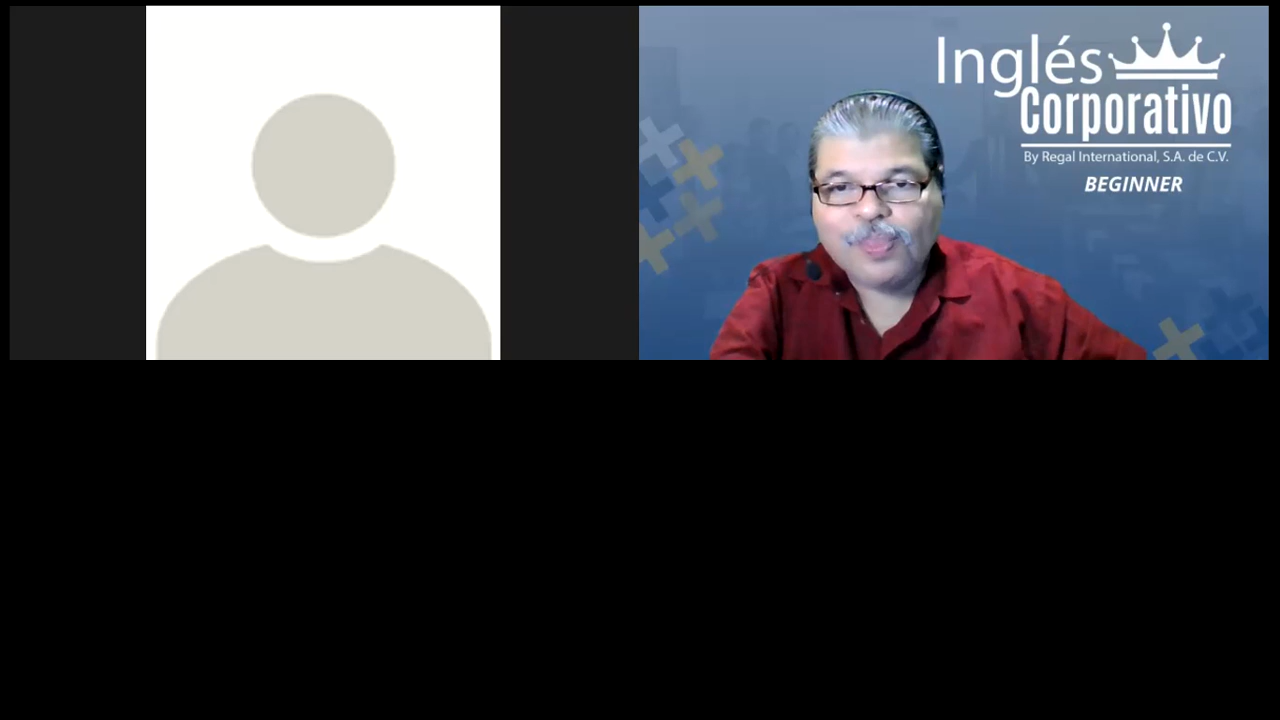 Inglés
Corporativo
By Regal International, S.A. de C.V.
BEGINNER